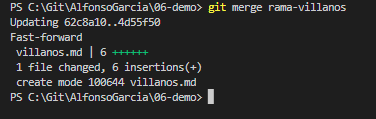 PS C:\Git\AlfonsoGarcia\06-demo> git merge rama-villanos
Updating 62c8a10..4d55f50
Fast-forward
 villanos.md | 6 ++++++
 1 file changed, 6 insertions(+)
 create mode 100644 villanos.md
PS C:\Git\AlfonsoGarcia\06-demo>